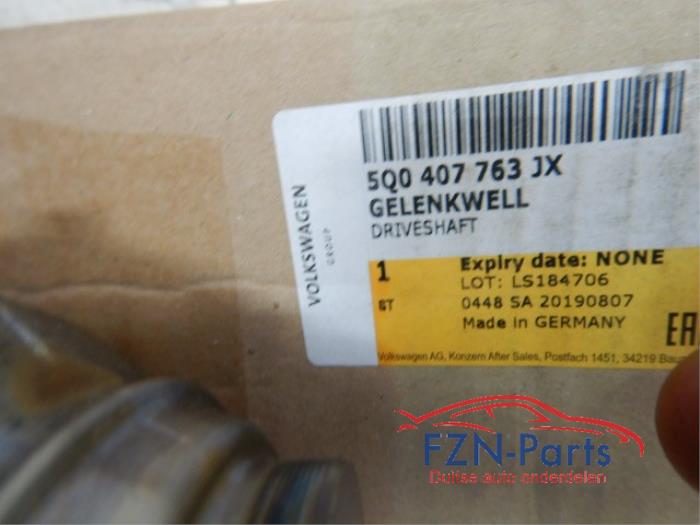 VOLKSWAGEN
GROUP
5Q0 407 763 JX
GELENKWELL
DRIVESHAFT
1
ST
Expiry date: NONE
LOT: LS184706
0448 SA 20190807
Made in GERMANY
Volkswagen AG, Konzern After Sales, Postfach 1451, 34219
FZN-Parts
Duitse auto onderdelen